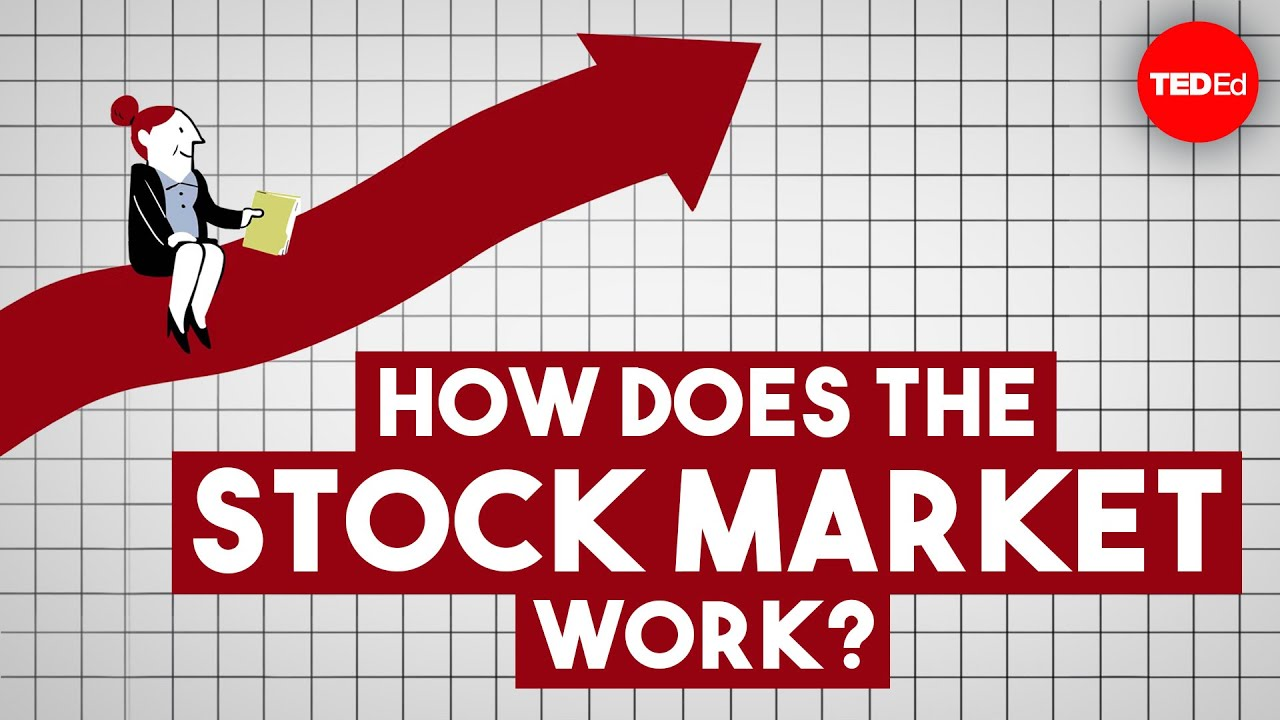 TEDEd
HOW DOES THE
STOCK MARKET
WORK?